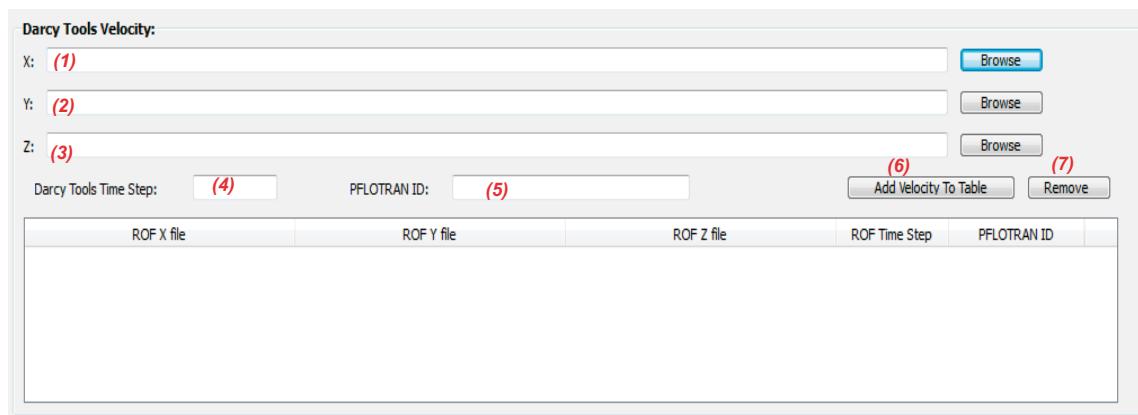 Darcy Tools Velocity:
X: (1) Browse
Y: (2) Browse
Z: (3) Browse
(6) (7)
Darcy Tools Time Step: (4) PFLOTRAN ID: (5) Add Velocity To Table Remove
ROF X file ROF Y file ROF Z file ROF Time Step PFLOTRAN ID